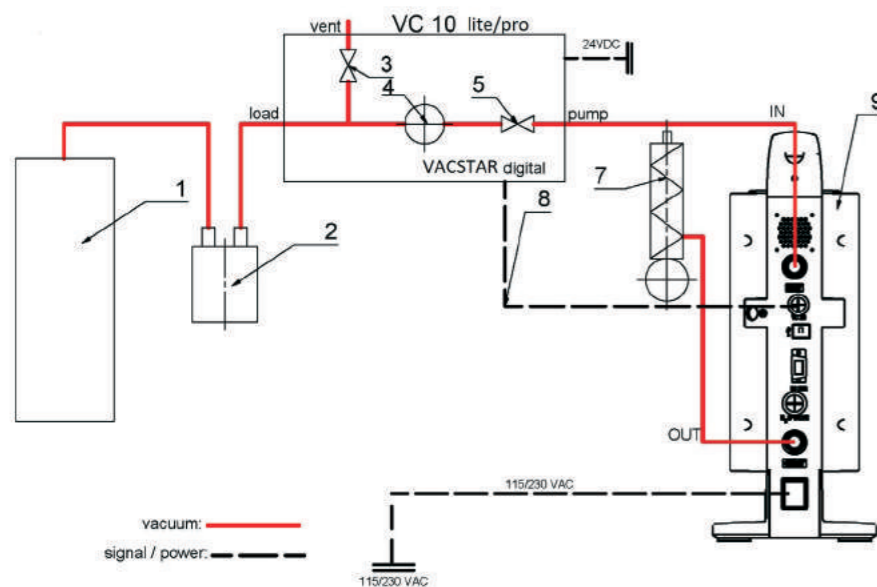 vent
VC 10 lite/pro
24VDC
3
4
5
load
pump
IN
9
VACSTAR digital
7
1
8
2
OUT
115/230 VAC
vacuum:
signal / power:
115/230 VAC